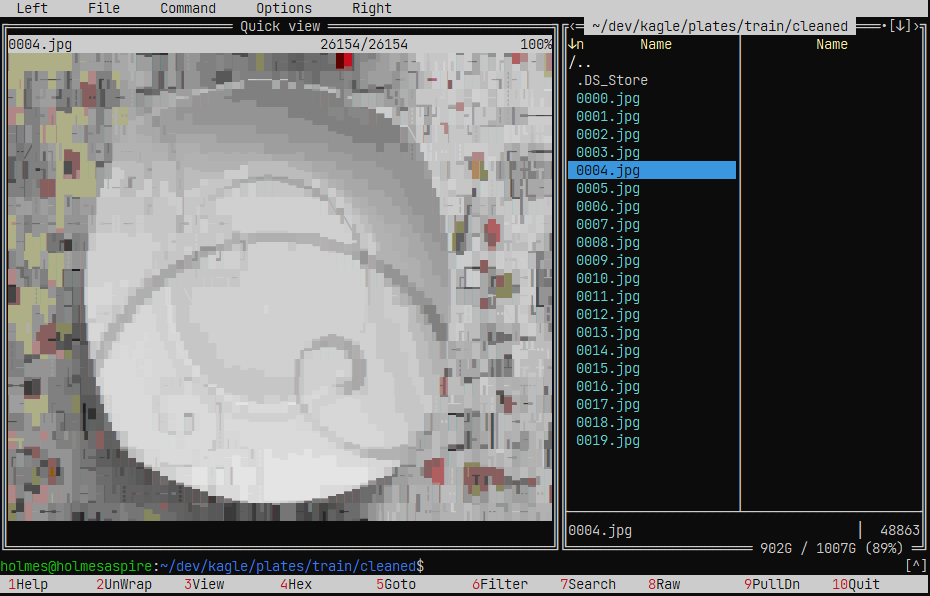 Left File Command Options Right
Quick view
~/dev/kagle/plates/train/cleaned
•[↓]>
0004.jpg 26154/26154 100%
↓n Name Name
/..
.DS_Store
0000.jpg
0001.jpg
0002.jpg
0003.jpg
0004.jpg
0005.jpg
0006.jpg
0007.jpg
0008.jpg
0009.jpg
0010.jpg
0011.jpg
0012.jpg
0013.jpg
0014.jpg
0015.jpg
0016.jpg
0017.jpg
0018.jpg
0019.jpg
0004.jpg 48863
902G / 1007G (89%)
holmes@holmesaspire:~/dev/kagle/plates/train/cleaned$ [^]
1Help 2UnWrap 3View 4Hex 5Goto 6Filter 7Search 8Raw 9PullDn 10Quit